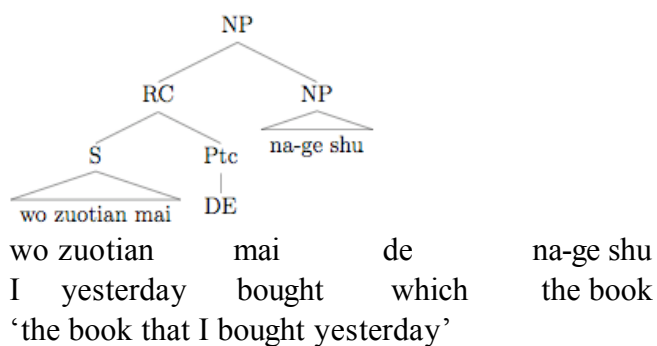 NP
RC NP
S Ptc na-ge shu
wo zuotian mai DE
wo zuotian mai de na-ge shu
I yesterday bought which the book
‘the book that I bought yesterday’